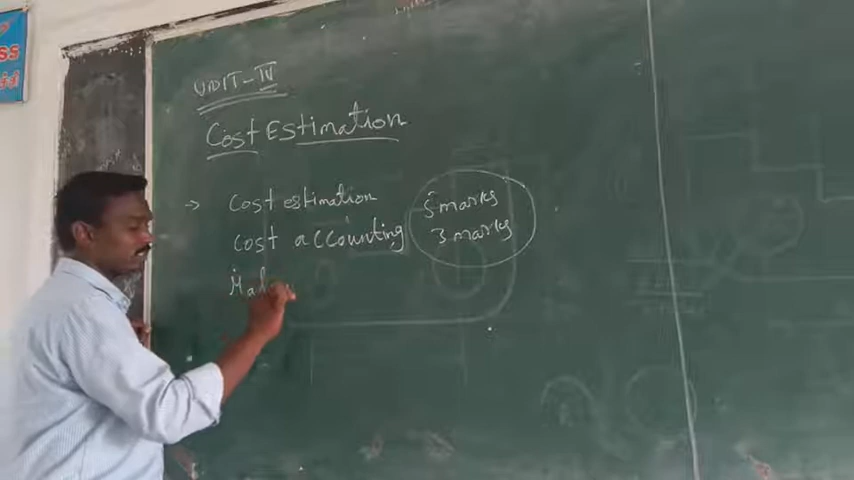 UNIT-IV
Cost Estimation
→ Cost estimation
Cost accounting
5 marks
3 marks